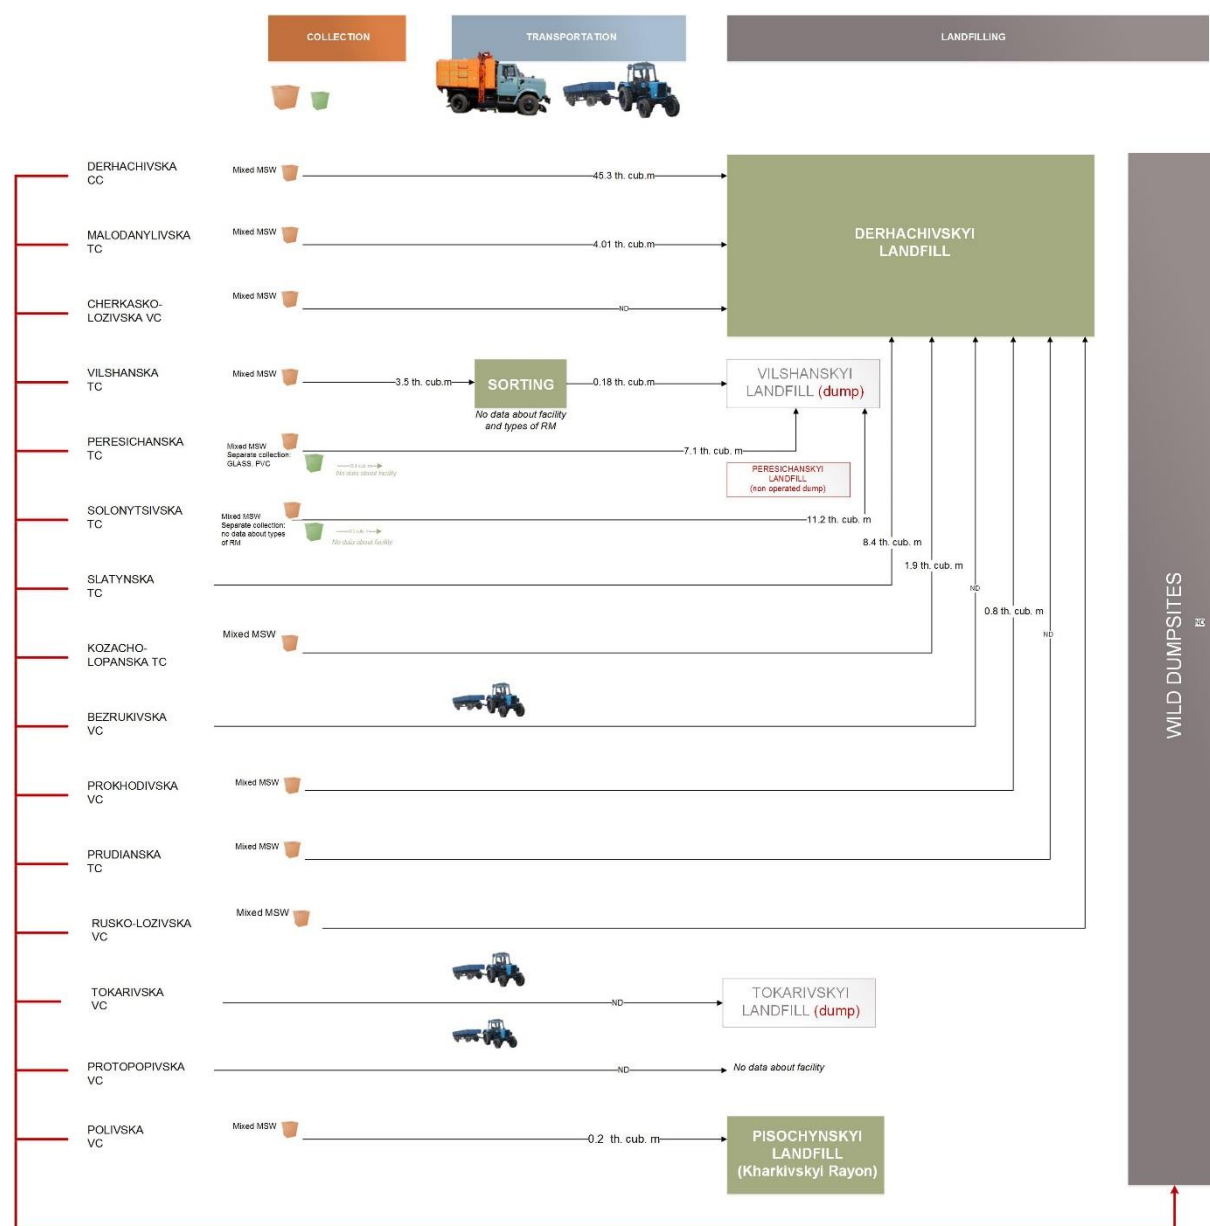 COLLECTION
TRANSPORTATION
LANDFILLING
DERHACHIVSKA
CC
Mixed MSW
45.3 th. cub.m
DERHACHIVSKYI
LANDFILL
MALODANYLIVSKA
TC
Mixed MSW
4.01 th. cub.m
CHERKASKO-
LOZIVSKA VC
Mixed MSW
ND
VILSHANSKA
TC
Mixed MSW
3.5 th. cub.m
SORTING
No data about facility
and types of RM
0.18 th. cub.m
VILSHANSKYI
LANDFILL (dump)
PERESICHANSKA
TC
Mixed MSW
Separate collection:
GLASS, PVC
No data about facility
7.1 th. cub. m
PERESICHANSKYI
LANDFILL
(non operated dump)
SOLONYTSIVSKA
TC
Mixed MSW
Separate collection:
no data about types
of RM
No data about facility
11.2 th. cub. m
8.4 th. cub. m
1.9 th. cub. m
ND
0.8 th. cub. m
ND
SLATYNSKA
TC
KOZACHO-
LOPANSKA TC
Mixed MSW
BEZRUKIVSKA
VC
PROKHODIVSKA
VC
Mixed MSW
PRUDIANSKA
TC
Mixed MSW
RUSKO-LOZIVSKA
VC
Mixed MSW
TOKARIVSKA
VC
ND
TOKARIVSKYI
LANDFILL (dump)
PROTOPOPIVSKA
VC
ND
No data about facility
POLIVSKA
VC
Mixed MSW
0.2 th. cub. m
PISOCHYNSKYI
LANDFILL
(Kharkivskyi Rayon)
WILD DUMPSITES
ND